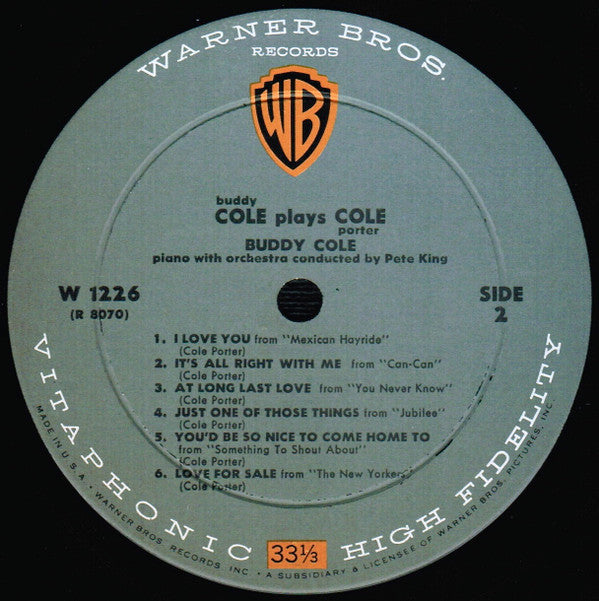 WARNER BROS.
RECORDS
WB
buddy
COLE plays COLE
porter
BUDDY COLE
piano with orchestra conducted by Pete King
W 1226
(R 8070)
SIDE
2
1. I LOVE YOU from "Mexican Hayride"
(Cole Porter)
2. IT'S ALL RIGHT WITH ME from "Can-Can"
(Cole Porter)
3. AT LONG LAST LOVE from "You Never Know"
(Cole Porter)
4. JUST ONE OF THOSE THINGS from "Jubilee"
(Cole Porter)
5. YOU'D BE SO NICE TO COME HOME TO
from "Something To Shout About"
(Cole Porter)
6. LOVE FOR SALE from "The New Yorkers"
(Cole Porter)
VITAPHONIC HIGH FIDELITY
33⅓
MADE IN U.S.A. • WARNER BROS. RECORDS INC. • A SUBSIDIARY & LICENSEE OF WARNER BROS. PICTURES, INC.